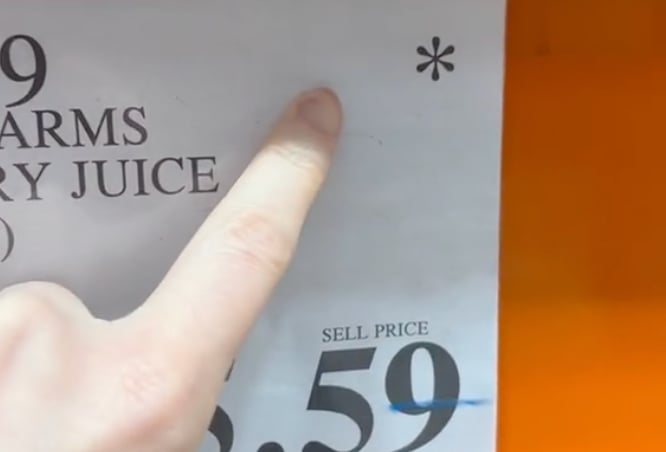 9
*
ARMS
RY JUICE
)
SELL PRICE
.59